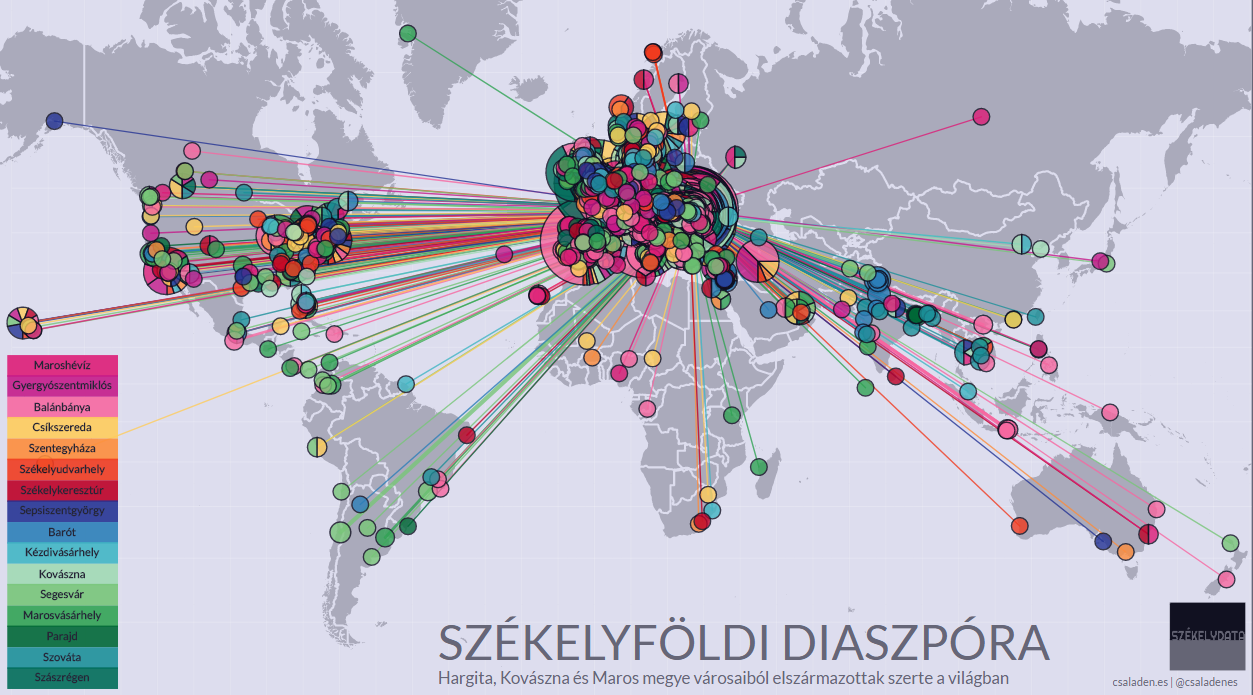 Maroshévíz
Gyergyószentmiklós
Balánbánya
Csíkszereda
Szentegyháza
Székelyudvarhely
Székelykeresztúr
Sepsiszentgyörgy
Barót
Kézdivásárhely
Kovászna
Segesvár
Marosvásárhely
Parajd
Szováta
Szászrégen
SZÉKELYFÖLDI DIASZPÓRA
Hargita, Kovászna és Maros megye városaiból elszármazottak szerte a világban
SZÉKELYDATA
csaladen.es | @csaladenes